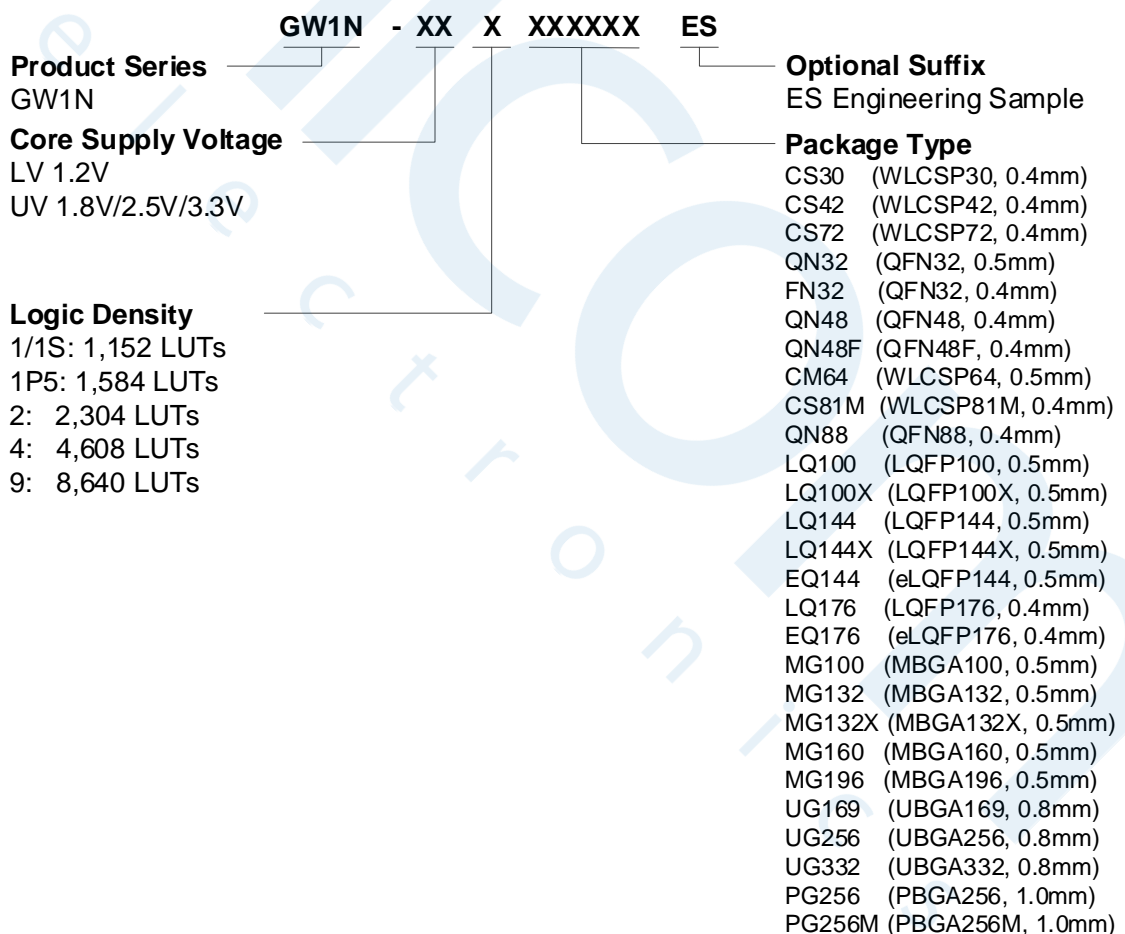 GW1N - XX X XXXXXX ES
Product Series
GW1N
Core Supply Voltage
LV 1.2V
UV 1.8V/2.5V/3.3V
Logic Density
1/1S: 1,152 LUTs
1P5: 1,584 LUTs
2: 2,304 LUTs
4: 4,608 LUTs
9: 8,640 LUTs
Optional Suffix
ES Engineering Sample
Package Type
CS30 (WLCSP30, 0.4mm)
CS42 (WLCSP42, 0.4mm)
CS72 (WLCSP72, 0.4mm)
QN32 (QFN32, 0.5mm)
FN32 (QFN32, 0.4mm)
QN48 (QFN48, 0.4mm)
QN48F (QFN48F, 0.4mm)
CM64 (WLCSP64, 0.5mm)
CS81M (WLCSP81M, 0.4mm)
QN88 (QFN88, 0.4mm)
LQ100 (LQFP100, 0.5mm)
LQ100X (LQFP100X, 0.5mm)
LQ144 (LQFP144, 0.5mm)
LQ144X (LQFP144X, 0.5mm)
EQ144 (eLQFP144, 0.5mm)
LQ176 (LQFP176, 0.4mm)
EQ176 (eLQFP176, 0.4mm)
MG100 (MBGA100, 0.5mm)
MG132 (MBGA132, 0.5mm)
MG132X (MBGA132X, 0.5mm)
MG160 (MBGA160, 0.5mm)
MG196 (MBGA196, 0.5mm)
UG169 (UBGA169, 0.8mm)
UG256 (UBGA256, 0.8mm)
UG332 (UBGA332, 0.8mm)
PG256 (PBGA256, 1.0mm)
PG256M (PBGA256M, 1.0mm)